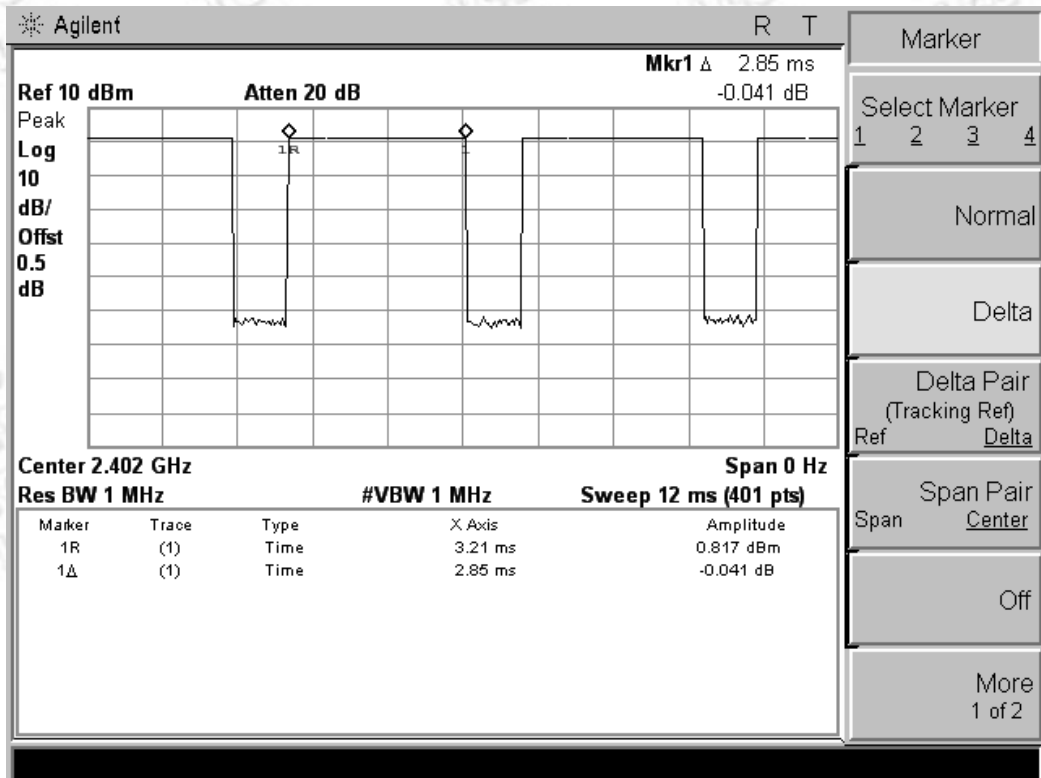 Agilent R T
Mkr1 Δ 2.85 ms
Ref 10 dBm Atten 20 dB -0.041 dB
Peak
Log
10
dB/
Offst
0.5
dB
1R
1
Center 2.402 GHz Span 0 Hz
Res BW 1 MHz #VBW 1 MHz Sweep 12 ms (401 pts)
Marker Trace Type X Axis Amplitude
1R (1) Time 3.21 ms 0.817 dBm
1Δ (1) Time 2.85 ms -0.041 dB
Marker
Select Marker
1 2 3 4
Normal
Delta
Delta Pair
(Tracking Ref)
Ref Delta
Span Pair
Span Center
Off
More
1 of 2